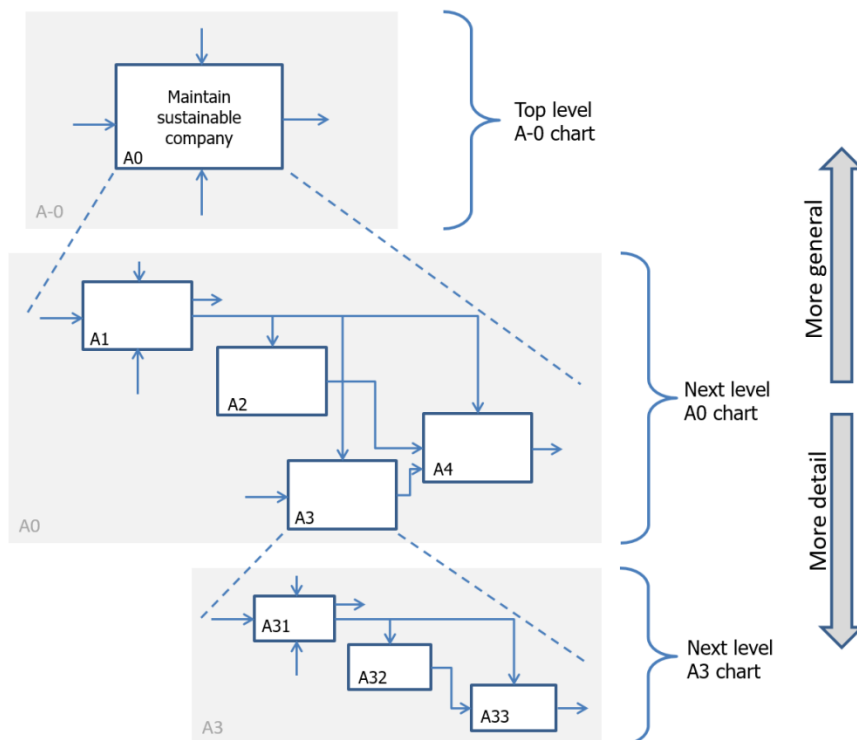 Maintain
sustainable
company
A0
A-0
Top level
A-0 chart
More general
A1
A2
A4
A3
A0
Next level
A0 chart
More detail
A31
A32
A33
A3
Next level
A3 chart